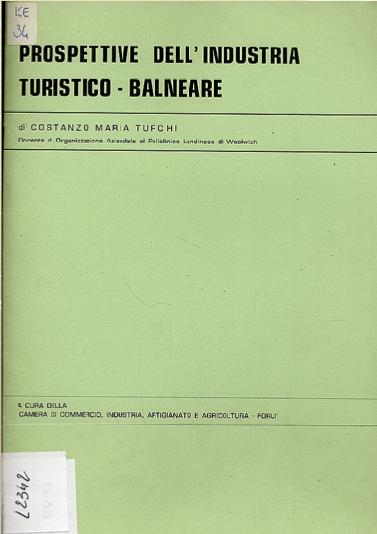 KE
34
PROSPETTIVE DELL'INDUSTRIA
TURISTICO - BALNEARE
di COSTANZO MARIA TURCHI
Docente di Organizzazione Aziendale al Politecnico Londinese di Woolwich
A CURA DELLA
CAMERA DI COMMERCIO, INDUSTRIA, ARTIGIANATO E AGRICOLTURA - FORLI'
L2342